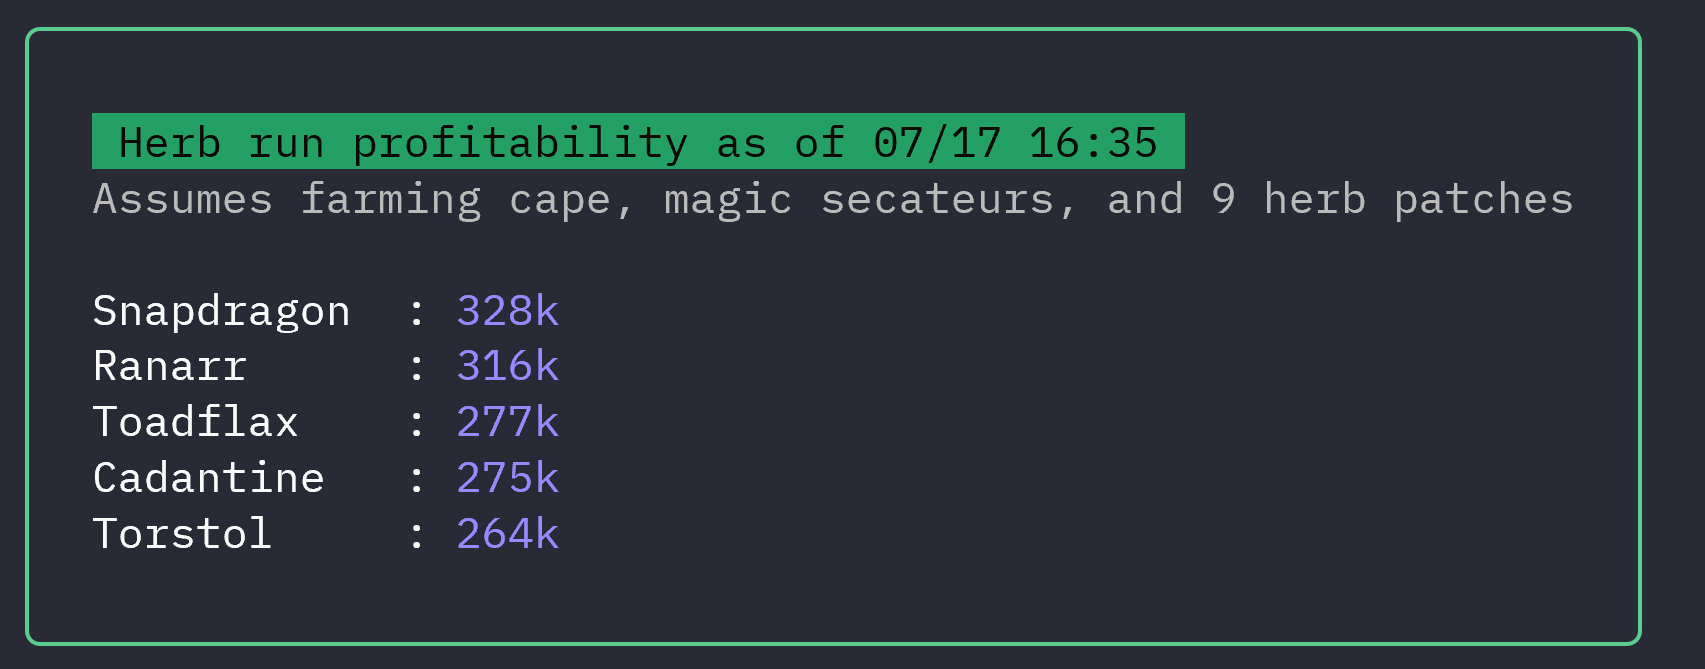 Herb run profitability as of 07/17 16:35
Assumes farming cape, magic secateurs, and 9 herb patches
Snapdragon : 328k
Ranarr : 316k
Toadflax : 277k
Cadantine : 275k
Torstol : 264k